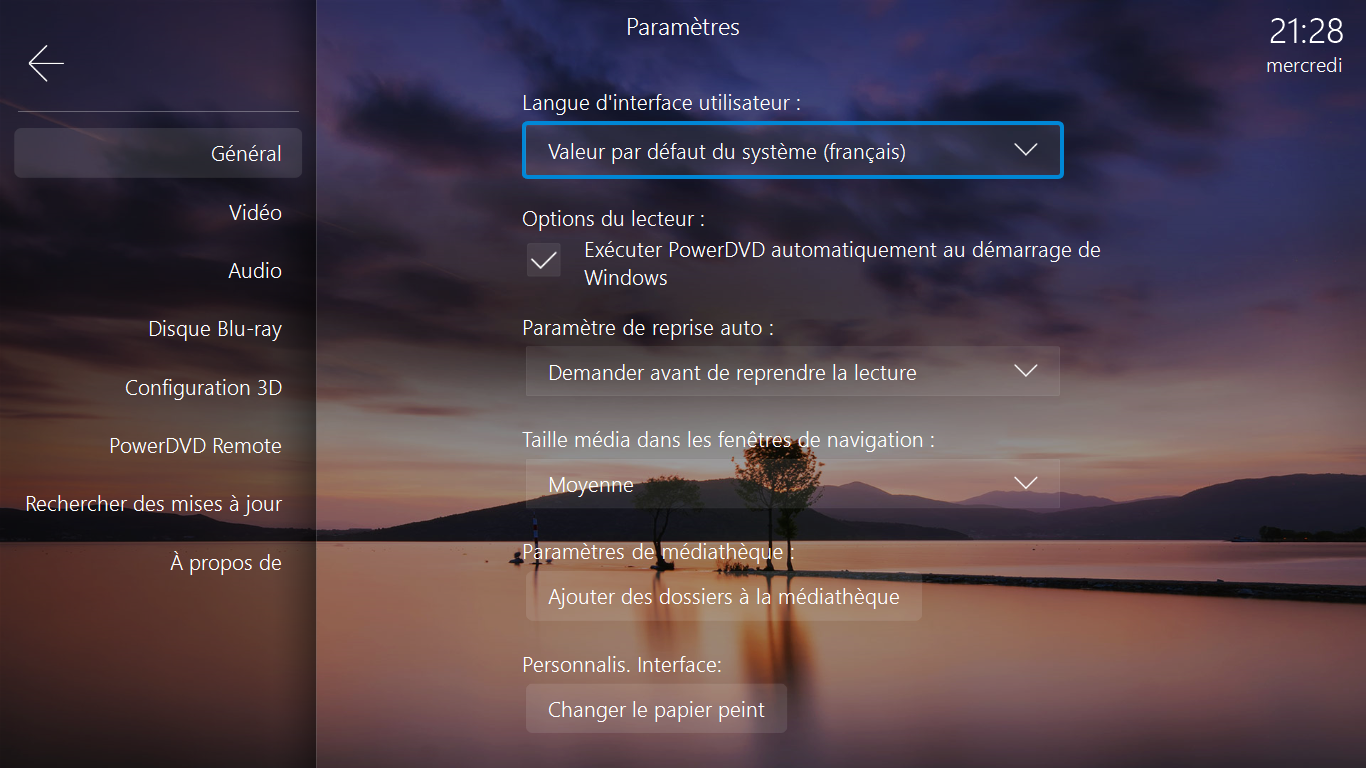 Paramètres
21:28
mercredi
Général
Vidéo
Audio
Disque Blu-ray
Configuration 3D
PowerDVD Remote
Rechercher des mises à jour
À propos de
Langue d'interface utilisateur :
Valeur par défaut du système (français)
Options du lecteur :
Exécuter PowerDVD automatiquement au démarrage de
Windows
Paramètre de reprise auto :
Demander avant de reprendre la lecture
Taille média dans les fenêtres de navigation :
Moyenne
Paramètres de médiathèque :
Ajouter des dossiers à la médiathèque
Personnalis. Interface:
Changer le papier peint